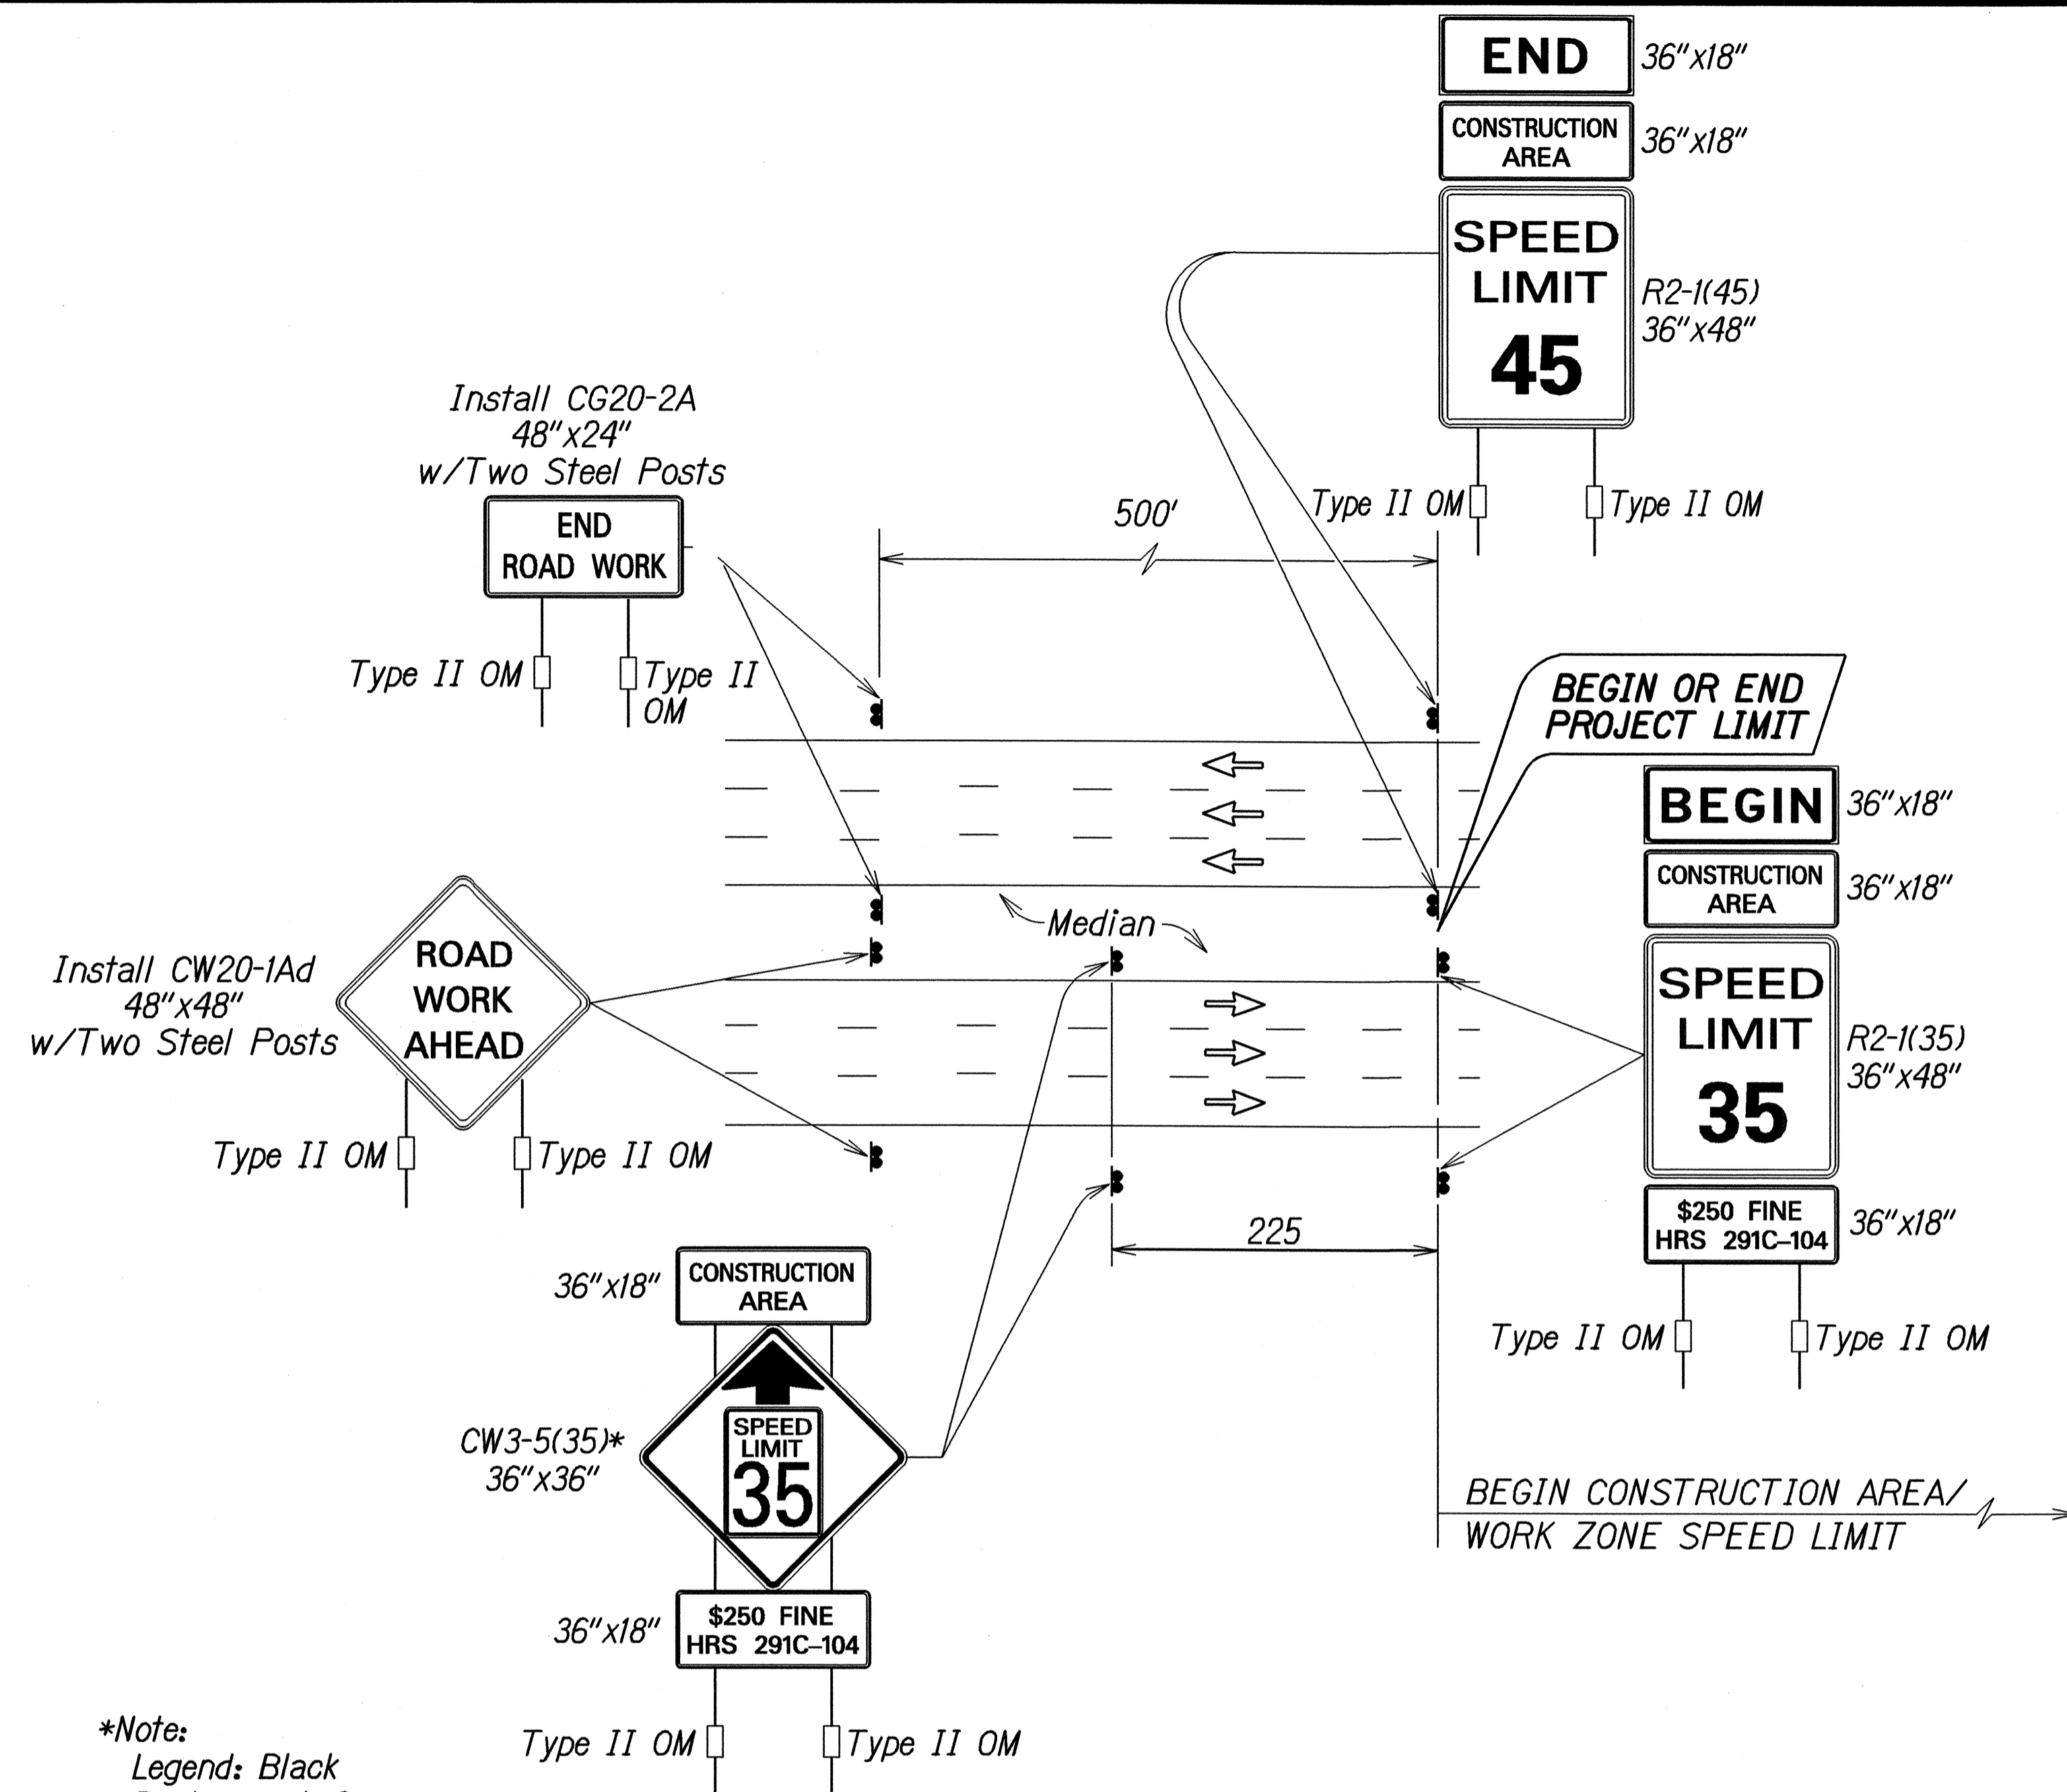 END
36"x18"
CONSTRUCTION
AREA
36"x18"
SPEED
LIMIT
45
R2-1(45)
36"x48"
Type II OM
Type II OM
Install CG20-2A
48"x24"
w/Two Steel Posts
END
ROAD WORK
Type II OM
Type II
OM
500'
BEGIN OR END
PROJECT LIMIT
BEGIN
36"x18"
CONSTRUCTION
AREA
36"x18"
SPEED
LIMIT
35
R2-1(35)
36"x48"
$250 FINE
HRS 291C–104
36"x18"
Type II OM
Type II OM
Median
Install CW20-1Ad
48"x48"
w/Two Steel Posts
ROAD
WORK
AHEAD
Type II OM
Type II OM
225
36"x18"
CONSTRUCTION
AREA
CW3-5(35)*
36"x36"
SPEED
LIMIT
35
36"x18"
$250 FINE
HRS 291C–104
Type II OM
Type II OM
BEGIN CONSTRUCTION AREA/
WORK ZONE SPEED LIMIT
*Note:
Legend: Black